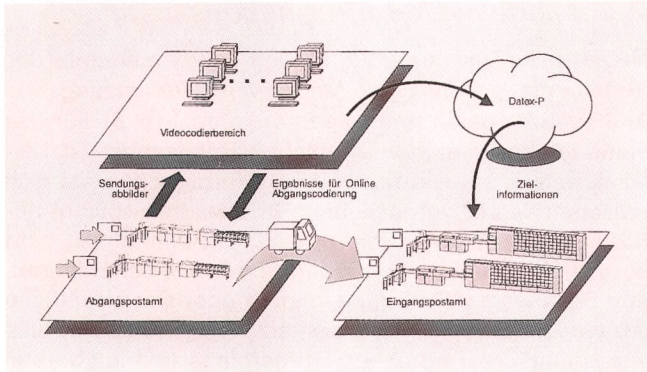 Videocodierbereich
Datex-P
Sendungs-
abbilder
Ergebnisse für Online
Abgangscodierung
Ziel-
informationen
Abgangspostamt
Eingangspostamt